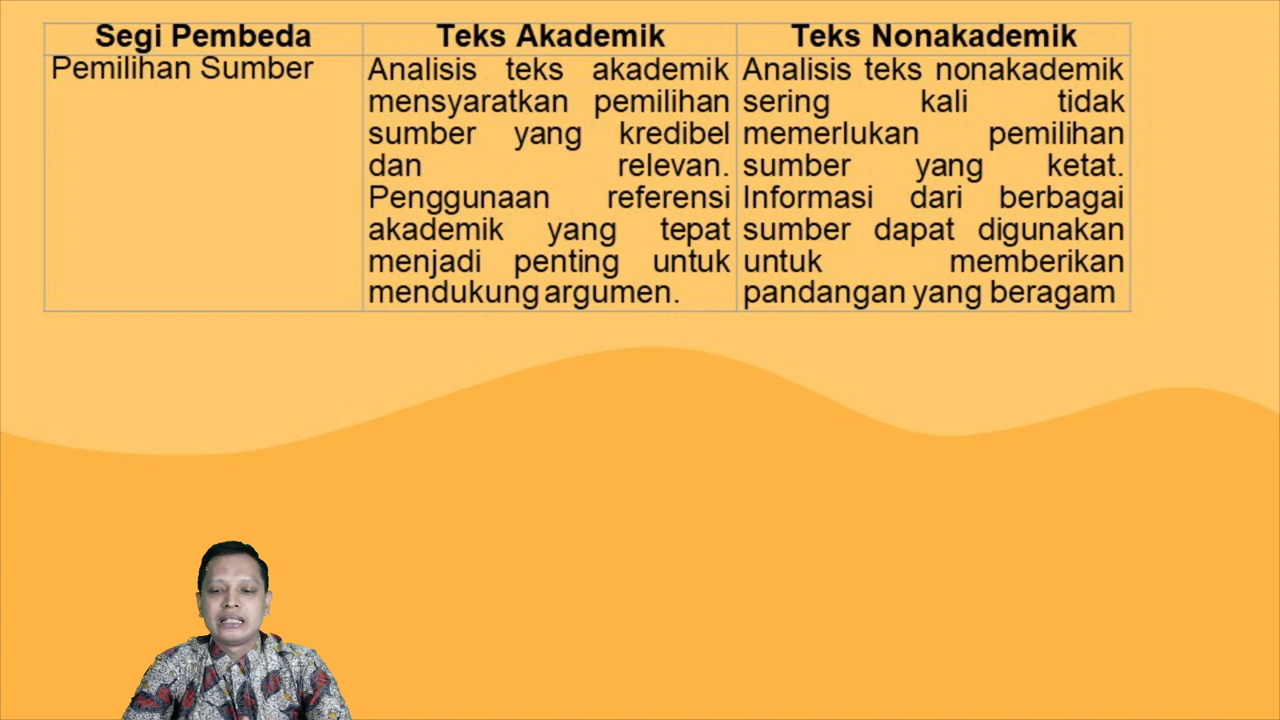 Segi Pembeda Teks Akademik Teks Nonakademik
Pemilihan Sumber
Analisis teks akademik
mensyaratkan pemilihan
sumber yang kredibel
dan relevan.
Penggunaan referensi
akademik yang tepat
menjadi penting untuk
mendukung argumen.
Analisis teks nonakademik
sering kali tidak
memerlukan pemilihan
sumber yang ketat.
Informasi dari berbagai
sumber dapat digunakan
untuk memberikan
pandangan yang beragam